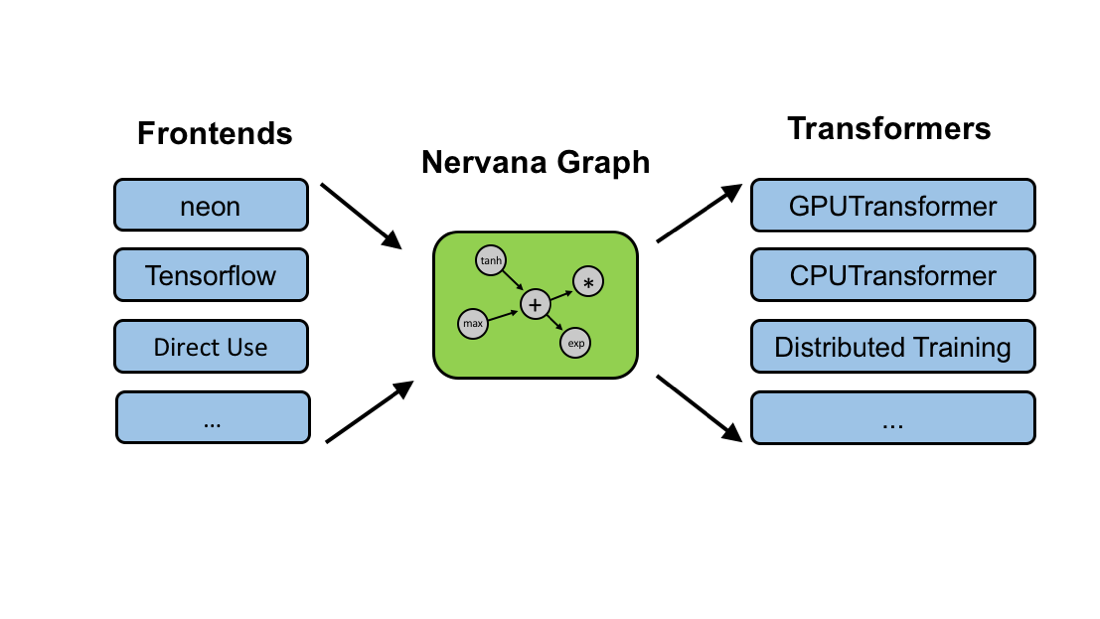 Frontends
neon
Tensorflow
Direct Use
...
Nervana Graph
tanh
*
+
max
exp
Transformers
GPUTransformer
CPUTransformer
Distributed Training
...